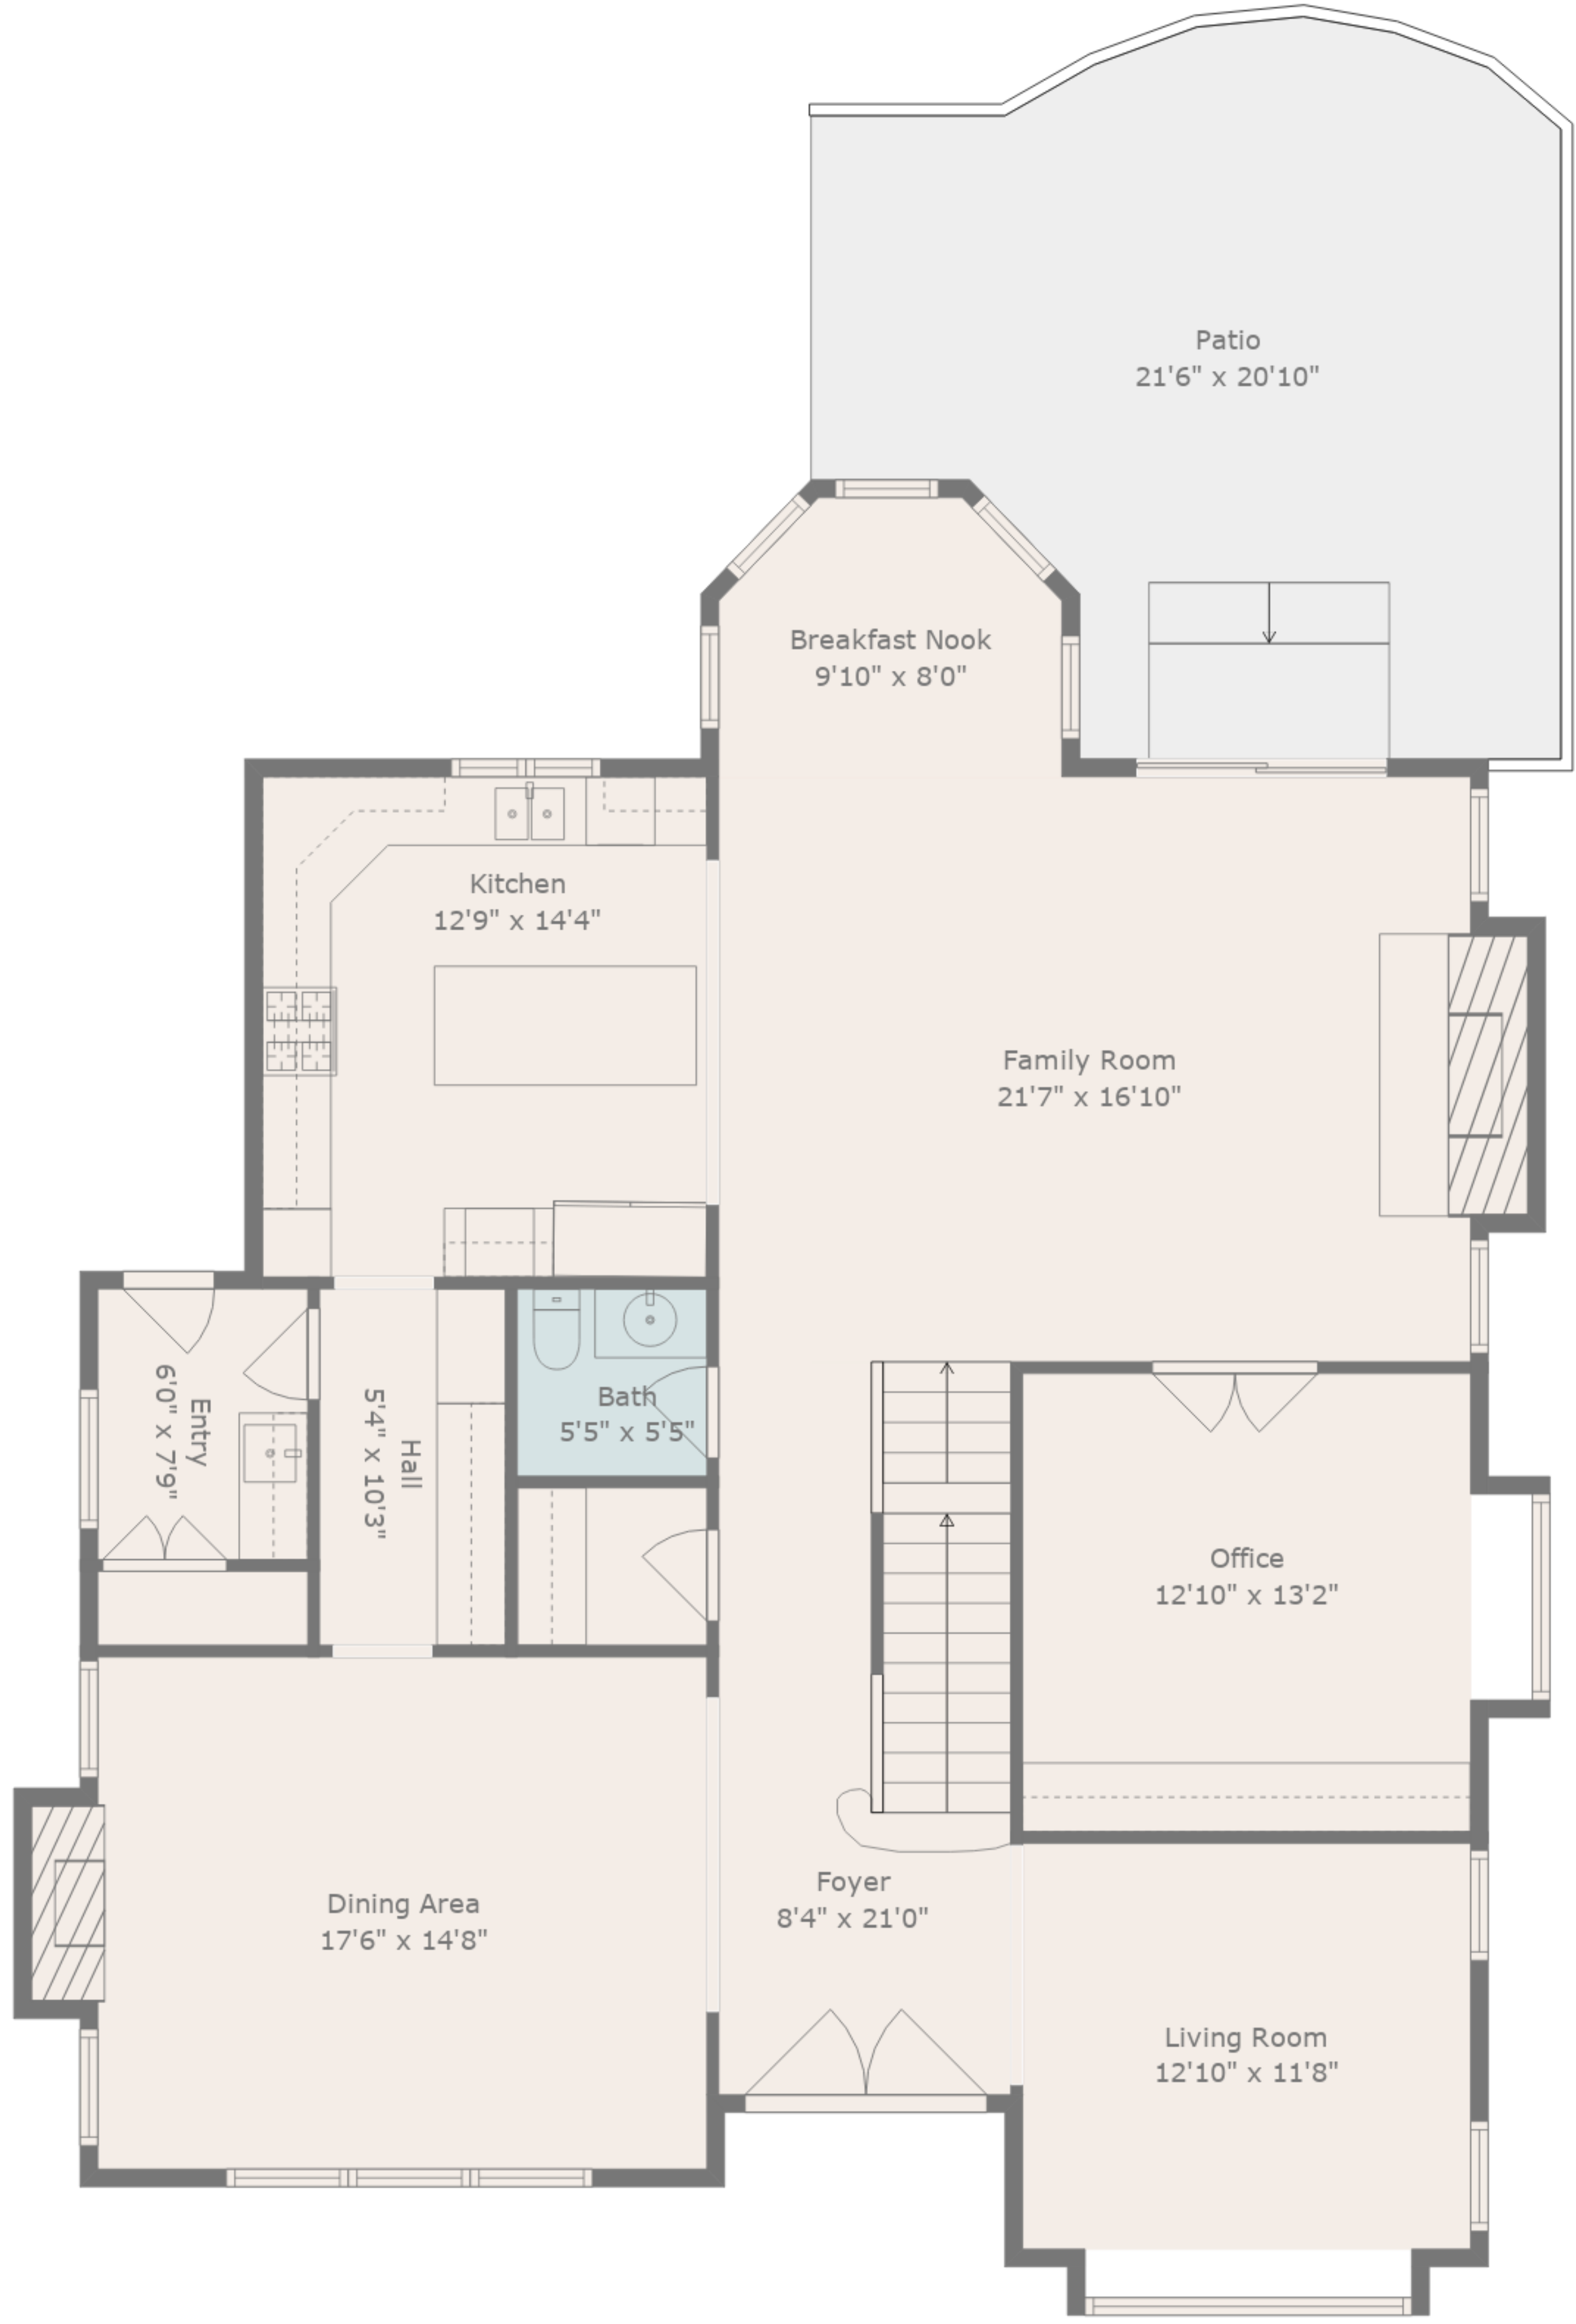 Patio
21'6" x 20'10"
Breakfast Nook
9'10" x 8'0"
Kitchen
12'9" x 14'4"
Family Room
21'7" x 16'10"
Entry
6'0" x 7'9"
Hall
5'4" x 10'3"
Bath
5'5" x 5'5"
Office
12'10" x 13'2"
Foyer
8'4" x 21'0"
Dining Area
17'6" x 14'8"
Living Room
12'10" x 11'8"